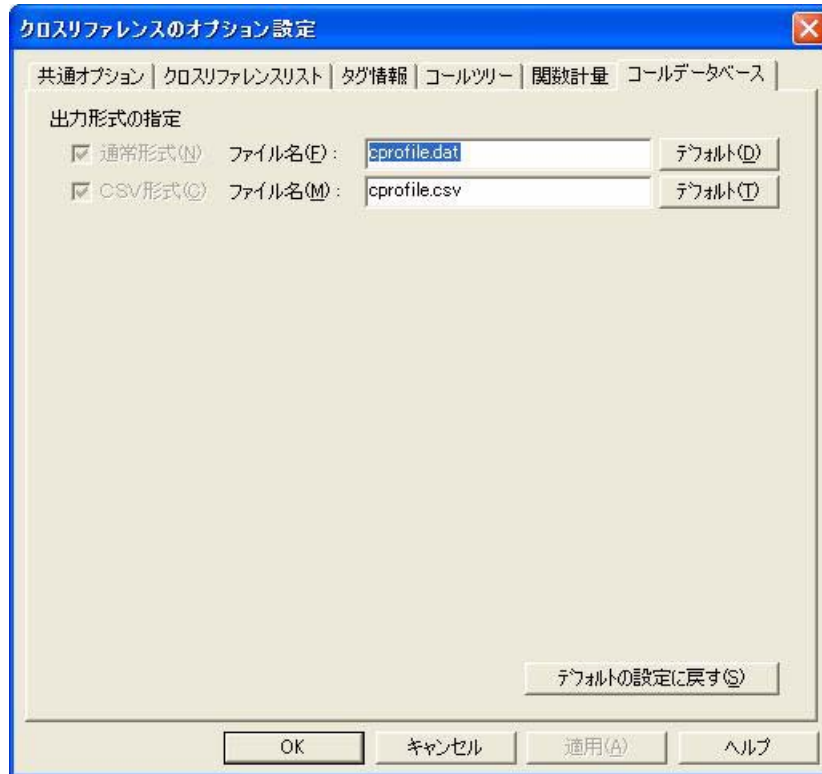 クロスリファレンスのオプション設定
共通オプション クロスリファレンスリスト タグ情報 コールツリー 関数計量 コールデータベース
出力形式の指定
通常形式(N) ファイル名(F): cprofile.dat デフォルト(D)
CSV形式(C) ファイル名(M): cprofile.csv デフォルト(T)
デフォルトの設定に戻す(S)
OK キャンセル 適用(A) ヘルプ